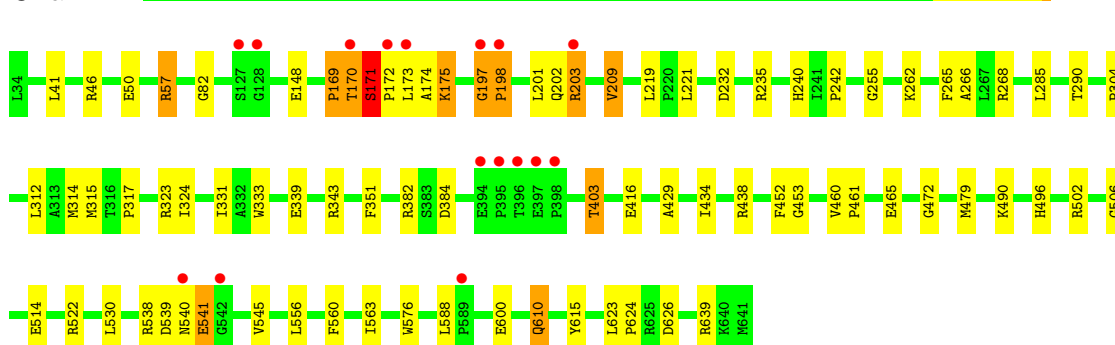 L34 L41 R46 E50 R57 G82 S127 G128 E148 P169 T170 S171 P172 L173 A174 K175 G197 P198 L201 Q202 R203 V209 L219 P220 L221 D232 R235 H240 I241 P242 G255 K262 F265 A266 L267 R268 L285 T290
L312 A313 M314 M315 T316 P317 R323 I324 I331 A332 W333 E339 R343 F351 R382 S383 D384 E394 P395 T396 E397 P398 T403 E416 A429 I434 R438 F452 G453 V460 P461 E465 G472 M479 K490 H496 R502
E514 R522 L530 R538 D539 N540 E541 G542 V545 L556 F560 I563 W576 L588 P589 E600 Q610 Y615 L623 P624 R625 D626 R639 K640 M641